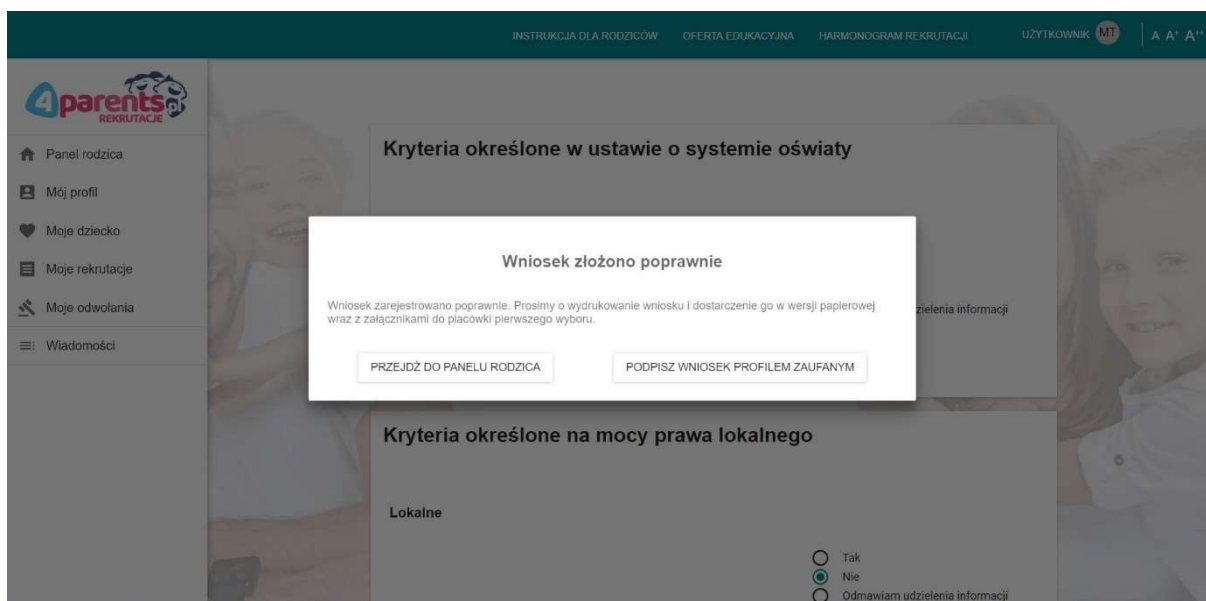 INSTRUKCJA DLA RODZICÓW OFERTA EDUKACYJNA HARMONOGRAM REKRUTACJI UŻYTKOWNIK MT A A+ A++
4parents.pl
REKRUTACJE
Panel rodzica
Mój profil
Moje dziecko
Moje rekrutacje
Moje odwołania
Wiadomości
Kryteria określone w ustawie o systemie oświaty
zielenia informacji
Wniosek złożono poprawnie
Wniosek zarejestrowano poprawnie. Prosimy o wydrukowanie wniosku i dostarczenie go w wersji papierowej
wraz z załącznikami do placówki pierwszego wyboru.
PRZEJDŹ DO PANELU RODZICA
PODPISZ WNIOSEK PROFILEM ZAUFANYM
Kryteria określone na mocy prawa lokalnego
Lokalne
Tak
Nie
Odmawiam udzielenia informacji